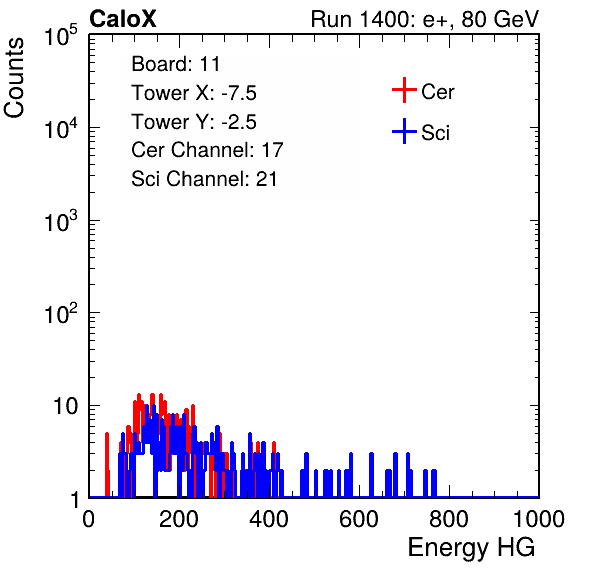 CaloX Run 1400: e+, 80 GeV
Counts
Board: 11
Tower X: -7.5
Tower Y: -2.5
Cer Channel: 17
Sci Channel: 21
Cer
Sci
10^5
10^4
10^3
10^2
10
1
0 200 400 600 800 1000
Energy HG